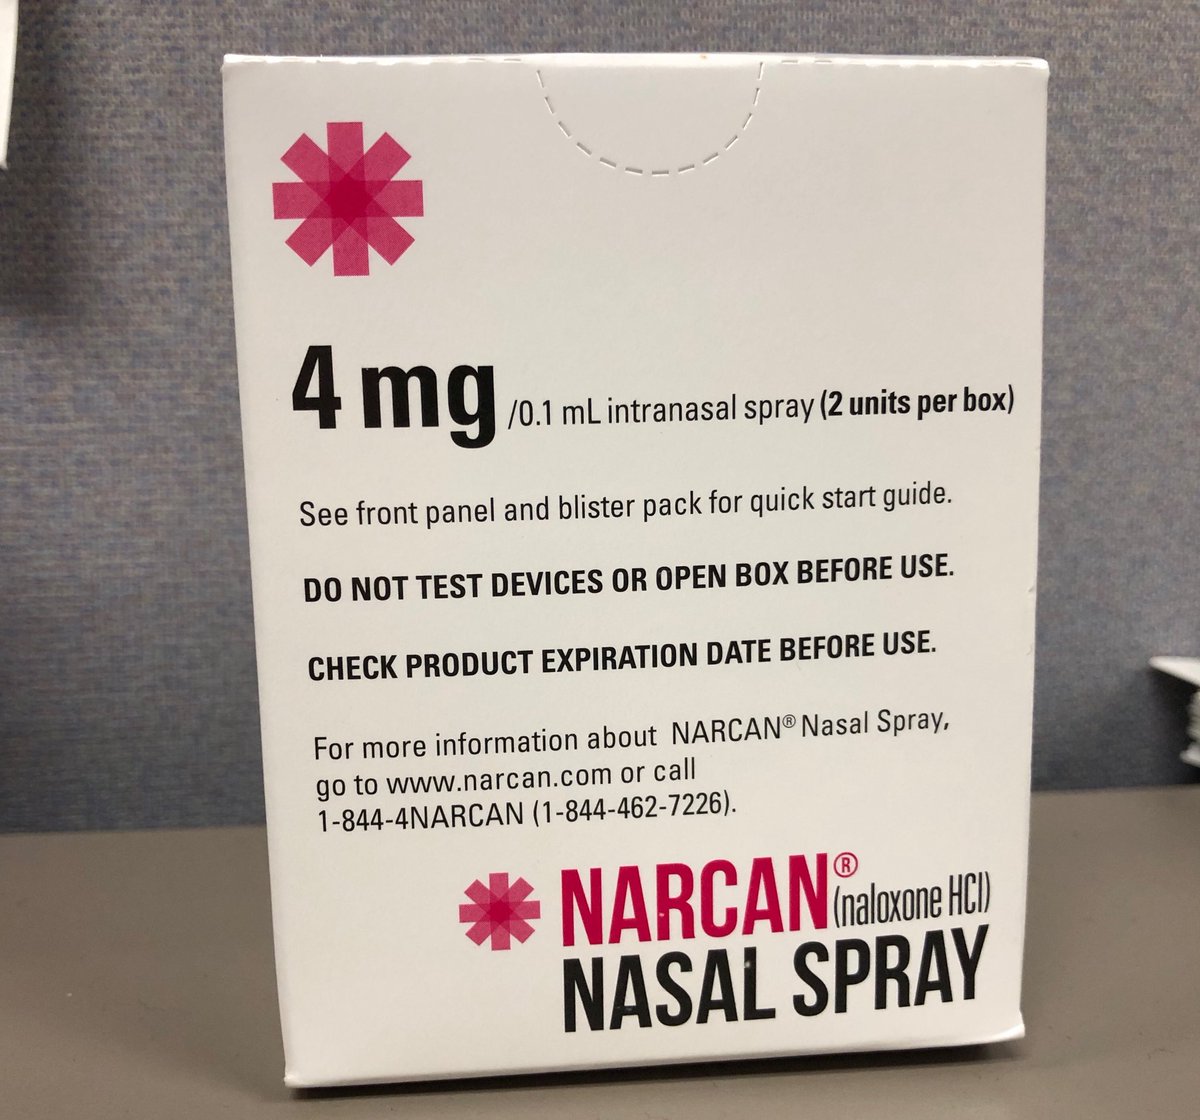 4 mg /0.1 mL intranasal spray (2 units per box)
See front panel and blister pack for quick start guide.
DO NOT TEST DEVICES OR OPEN BOX BEFORE USE.
CHECK PRODUCT EXPIRATION DATE BEFORE USE.
For more information about NARCAN® Nasal Spray,
go to www.narcan.com or call
1-844-4NARCAN (1-844-462-7226).
NARCAN® (naloxone HCl)
NASAL SPRAY